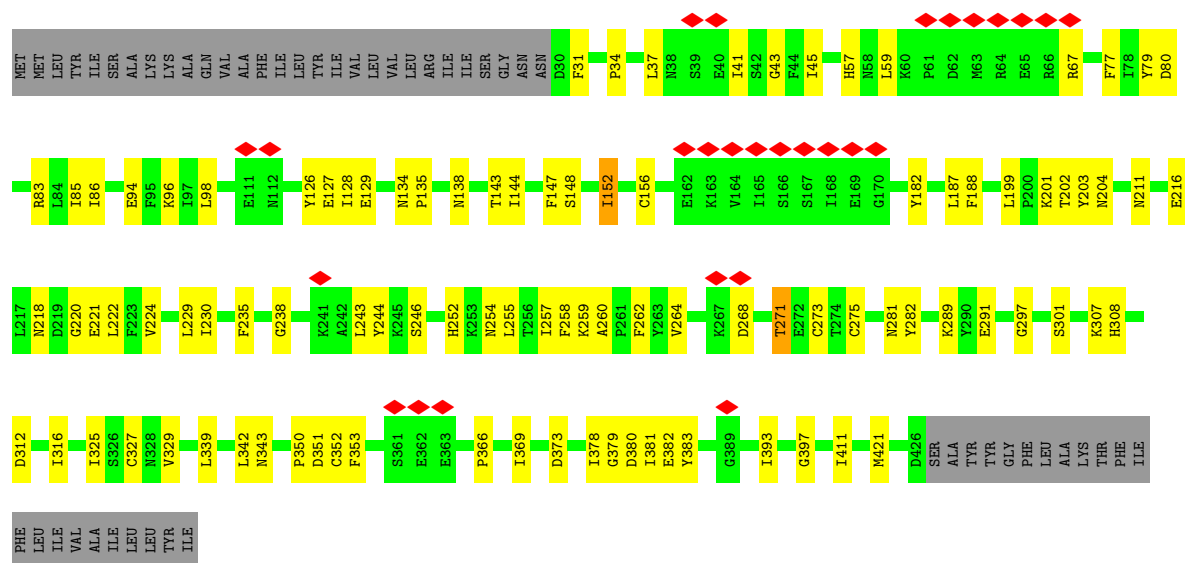 MET MET LEU TYR ILE SER ALA LYS LYS ALA GLN VAL ALA PHE ILE LEU TYR ILE VAL LEU VAL LEU ARG ILE ILE SER GLY ASN ASN D30 F31 P34 L37 N38 S39 E40 I41 S42 G43 F44 I45 H57 N58 L59 K60 P61 D62 M63 R64 E65 R66 R67 F77 I78 Y79 D80
R83 L84 I85 I86 E94 F95 K96 I97 L98 E111 N112 Y126 E127 I128 E129 N134 P135 N138 T143 I144 F147 S148 I152 C156 E162 K163 V164 I165 S166 S167 I168 E169 G170 Y182 L187 F188 L199 P200 K201 T202 Y203 N204 N211 E216
L217 N218 D219 G220 E221 L222 F223 V224 L229 I230 F235 G238 K241 A242 L243 Y244 K245 S246 H252 K253 N254 L255 T256 I257 F258 K259 A260 P261 F262 Y263 V264 K267 D268 T271 E272 C273 T274 C275 N281 Y282 K289 Y290 E291 G297 S301 K307 H308
D312 I316 I325 S326 C327 N328 V329 L339 L342 N343 P350 D351 C352 F353 S361 E362 E363 P366 I369 D373 I378 G379 D380 I381 E382 Y383 G389 I393 G397 I411 M421 D426 SER ALA TYR TYR GLY PHE LEU ALA LYS THR PHE ILE
PHE LEU ILE VAL ALA ILE LEU LEU TYR ILE